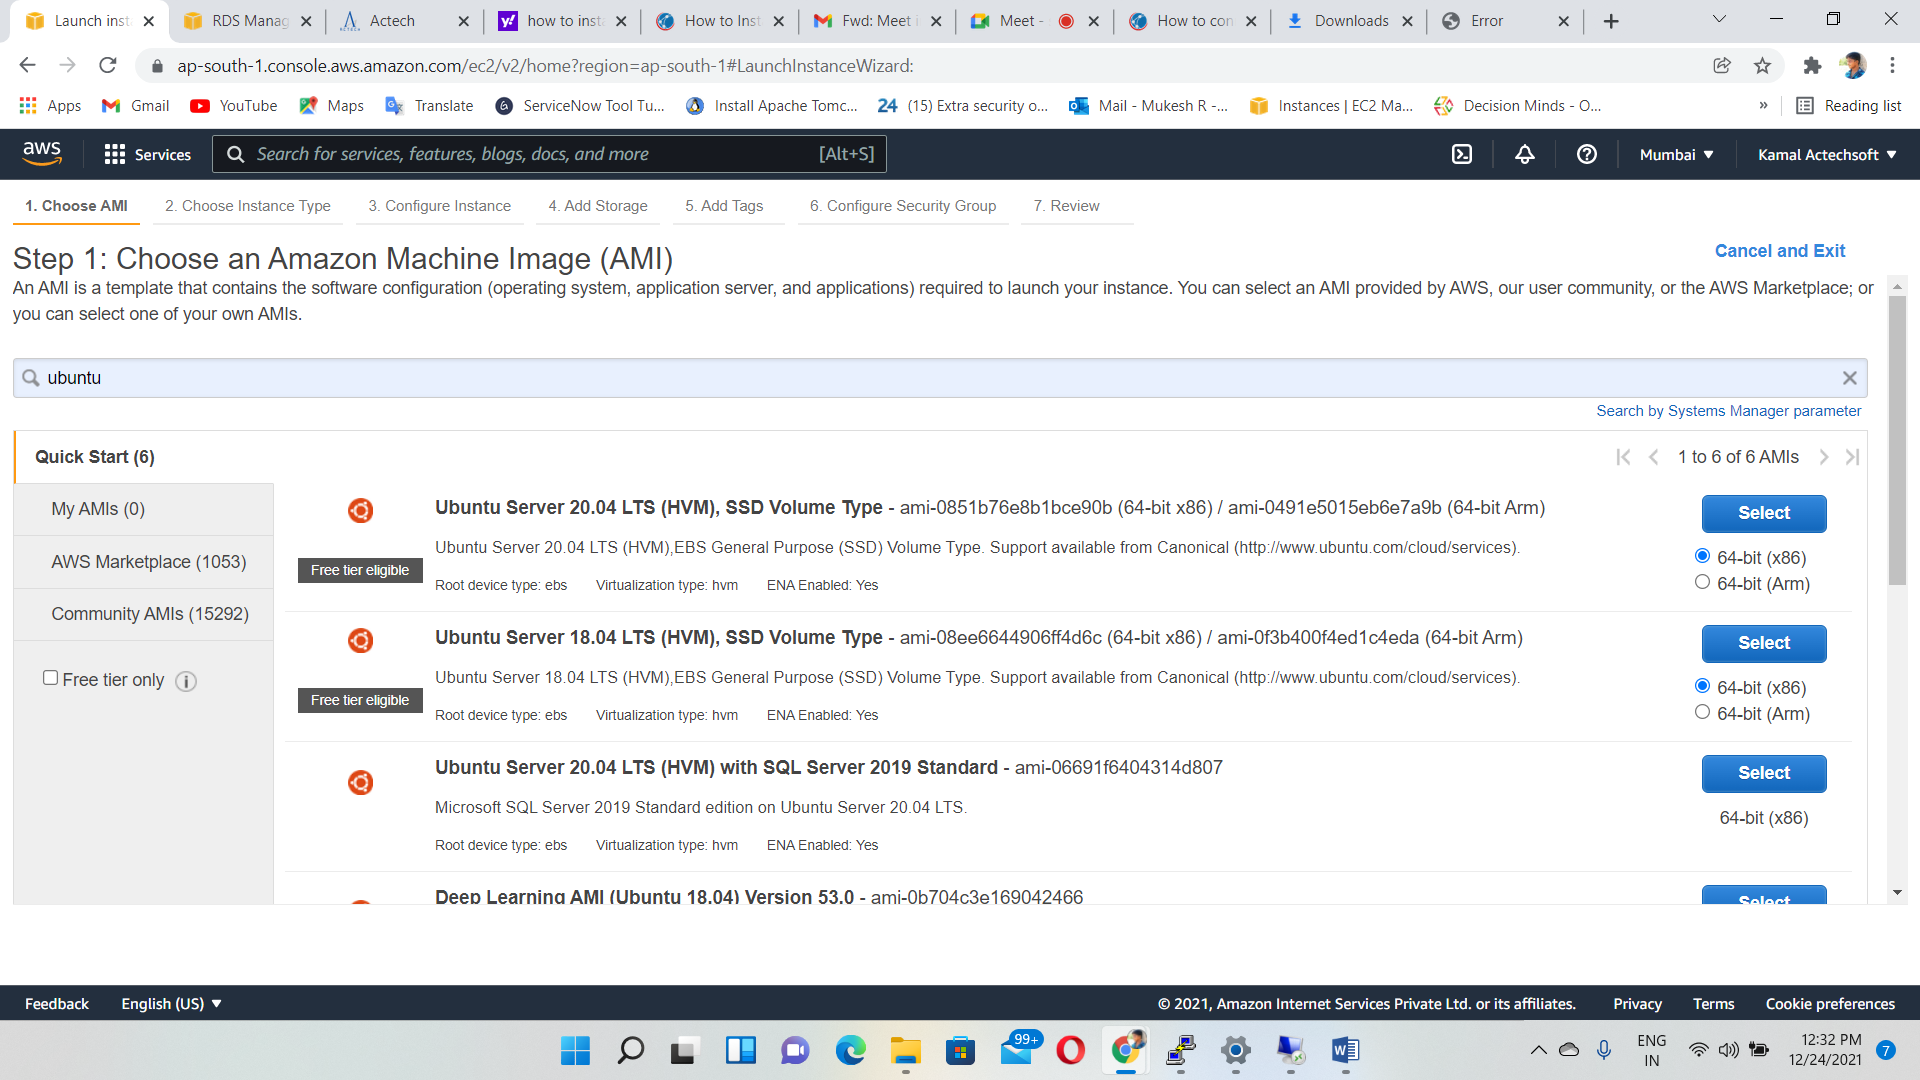 Launch inst
RDS Manag
Actech
how to insta
How to Inst
Fwd: Meet i
Meet -
How to con
Downloads
Error
ap-south-1.console.aws.amazon.com/ec2/v2/home?region=ap-south-1#LaunchInstanceWizard:
Apps
Gmail
YouTube
Maps
Translate
ServiceNow Tool Tu...
Install Apache Tomc...
24 (15) Extra security o...
Mail - Mukesh R -...
Instances | EC2 Ma...
Decision Minds - O...
»
Reading list
aws
Services
Search for services, features, blogs, docs, and more
[Alt+S]
Mumbai
Kamal Actechsoft
1. Choose AMI
2. Choose Instance Type
3. Configure Instance
4. Add Storage
5. Add Tags
6. Configure Security Group
7. Review
Step 1: Choose an Amazon Machine Image (AMI)
Cancel and Exit
An AMI is a template that contains the software configuration (operating system, application server, and applications) required to launch your instance. You can select an AMI provided by AWS, our user community, or the AWS Marketplace; or
you can select one of your own AMIs.
ubuntu
Search by Systems Manager parameter
Quick Start (6)
1 to 6 of 6 AMIs
My AMIs (0)
AWS Marketplace (1053)
Community AMIs (15292)
Free tier only
Ubuntu Server 20.04 LTS (HVM), SSD Volume Type - ami-0851b76e8b1bce90b (64-bit x86) / ami-0491e5015eb6e7a9b (64-bit Arm)
Select
Ubuntu Server 20.04 LTS (HVM),EBS General Purpose (SSD) Volume Type. Support available from Canonical (http://www.ubuntu.com/cloud/services).
64-bit (x86)
Free tier eligible
Root device type: ebs
Virtualization type: hvm
ENA Enabled: Yes
64-bit (Arm)
Ubuntu Server 18.04 LTS (HVM), SSD Volume Type - ami-08ee6644906ff4d6c (64-bit x86) / ami-0f3b400f4ed1c4eda (64-bit Arm)
Select
Ubuntu Server 18.04 LTS (HVM),EBS General Purpose (SSD) Volume Type. Support available from Canonical (http://www.ubuntu.com/cloud/services).
64-bit (x86)
Free tier eligible
Root device type: ebs
Virtualization type: hvm
ENA Enabled: Yes
64-bit (Arm)
Ubuntu Server 20.04 LTS (HVM) with SQL Server 2019 Standard - ami-06691f6404314d807
Select
Microsoft SQL Server 2019 Standard edition on Ubuntu Server 20.04 LTS.
64-bit (x86)
Root device type: ebs
Virtualization type: hvm
ENA Enabled: Yes
Deep Learning AMI (Ubuntu 18.04) Version 53.0 - ami-0b704c3e169042466
Select
Feedback
English (US)
© 2021, Amazon Internet Services Private Ltd. or its affiliates.
Privacy
Terms
Cookie preferences
99+
ENG
IN
12:32 PM
12/24/2021
7